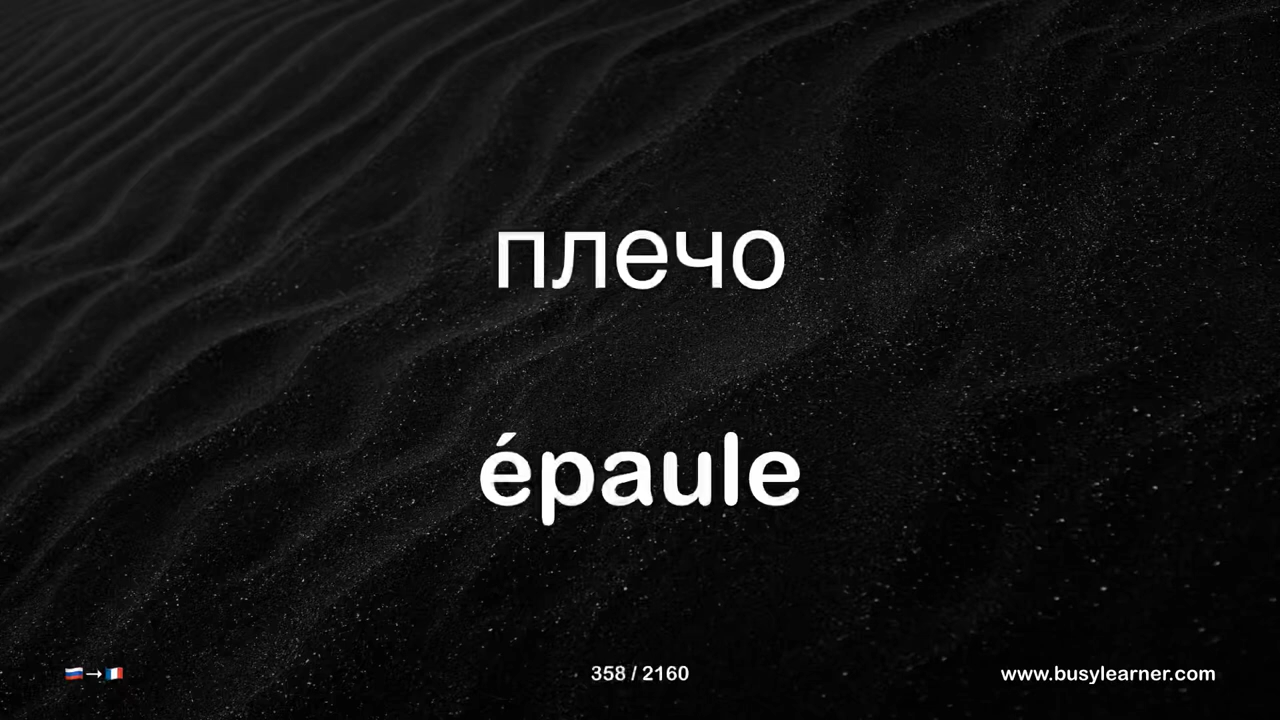 плечо
épaule
🇷🇺→🇫🇷
358 / 2160
www.busylearner.com